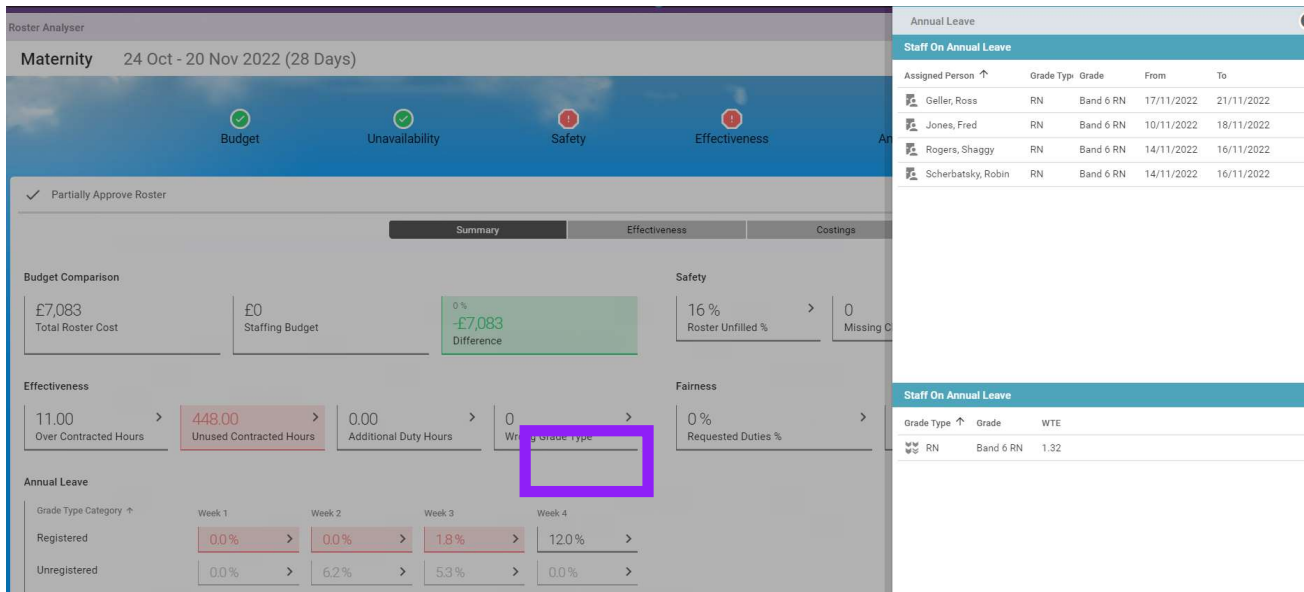 Roster Analyser
Maternity 24 Oct - 20 Nov 2022 (28 Days)
Budget Unavailability Safety Effectiveness An
Partially Approve Roster
Summary Effectiveness Costings
Budget Comparison
£7,083
Total Roster Cost
£0
Staffing Budget
0 %
-£7,083
Difference
Safety
16 %
Roster Unfilled %
0
Missing C
Effectiveness
11.00
Over Contracted Hours
448.00
Unused Contracted Hours
0.00
Additional Duty Hours
0
Wrong Grade Type
Fairness
0 %
Requested Duties %
Annual Leave
Grade Type Category Week 1 Week 2 Week 3 Week 4
Registered 0.0 % 0.0 % 1.8 % 12.0 %
Unregistered 0.0 % 6.2 % 5.3 % 0.0 %
Annual Leave
Staff On Annual Leave
Assigned Person Grade Typ Grade From To
Geller, Ross RN Band 6 RN 17/11/2022 21/11/2022
Jones, Fred RN Band 6 RN 10/11/2022 18/11/2022
Rogers, Shaggy RN Band 6 RN 14/11/2022 16/11/2022
Scherbatsky, Robin RN Band 6 RN 14/11/2022 16/11/2022
Staff On Annual Leave
Grade Type Grade WTE
RN Band 6 RN 1.32